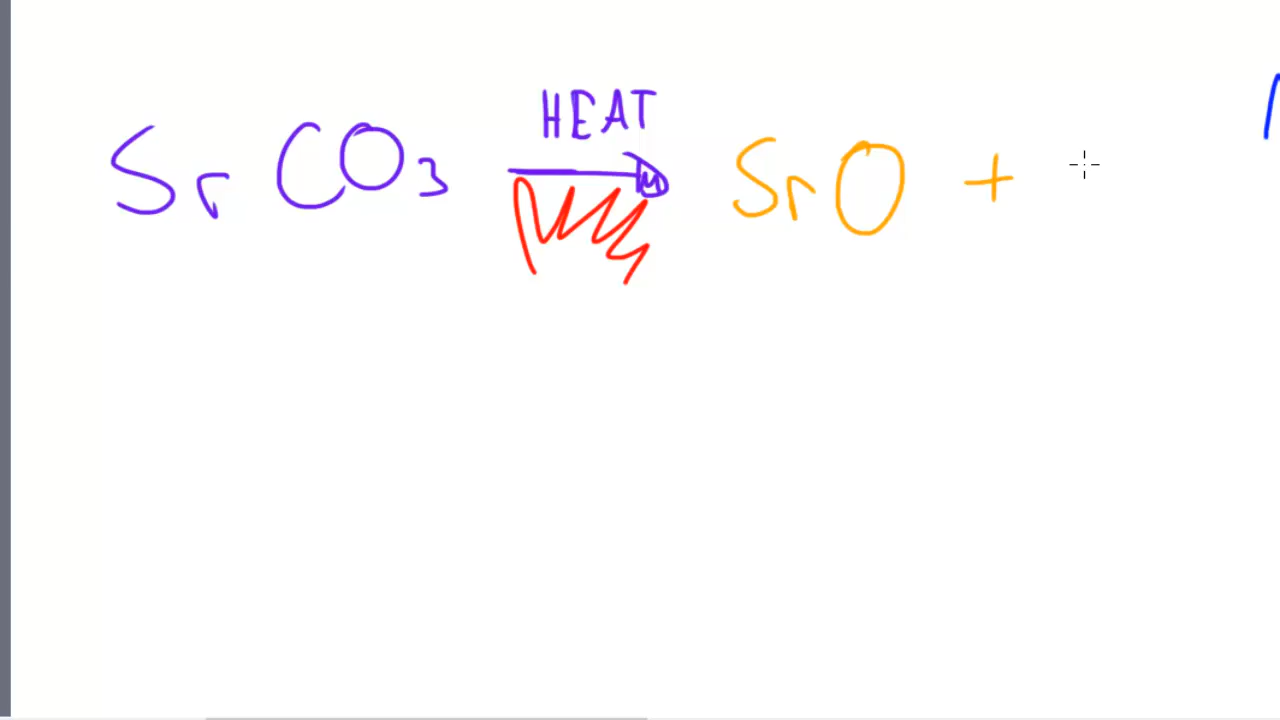 HEAT
SrCO₃ → SrO +